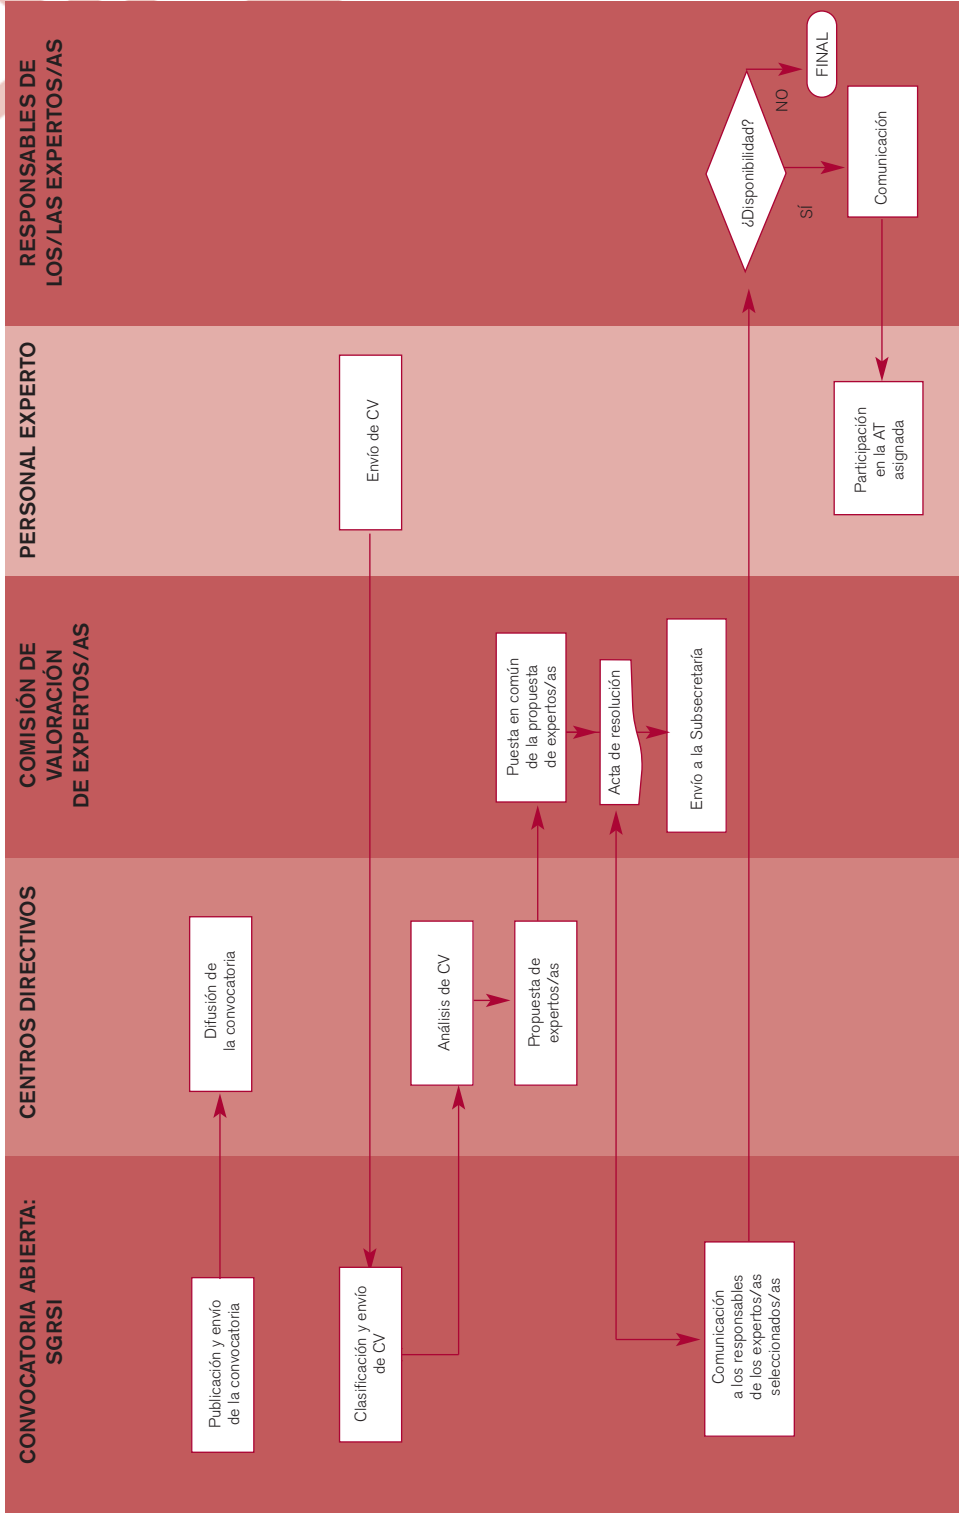 CONVOCATORIA ABIERTA:
SGRSI
CENTROS DIRECTIVOS
COMISIÓN DE
VALORACIÓN
DE EXPERTOS/AS
PERSONAL EXPERTO
RESPONSABLES DE
LOS/LAS EXPERTOS/AS
Publicación y envío
de la convocatoria
Difusión de
la convocatoria
Envío de CV
Clasificación y envío
de CV
Análisis de CV
Propuesta de
expertos/as
Puesta en común
de la propuesta
de expertos/as
Acta de resolución
Envío a la Subsecretaría
Comunicación
a los responsables
de los expertos/as
seleccionados/as
¿Disponibilidad?
NO
FINAL
SÍ
Comunicación
Participación
en la AT
asignada